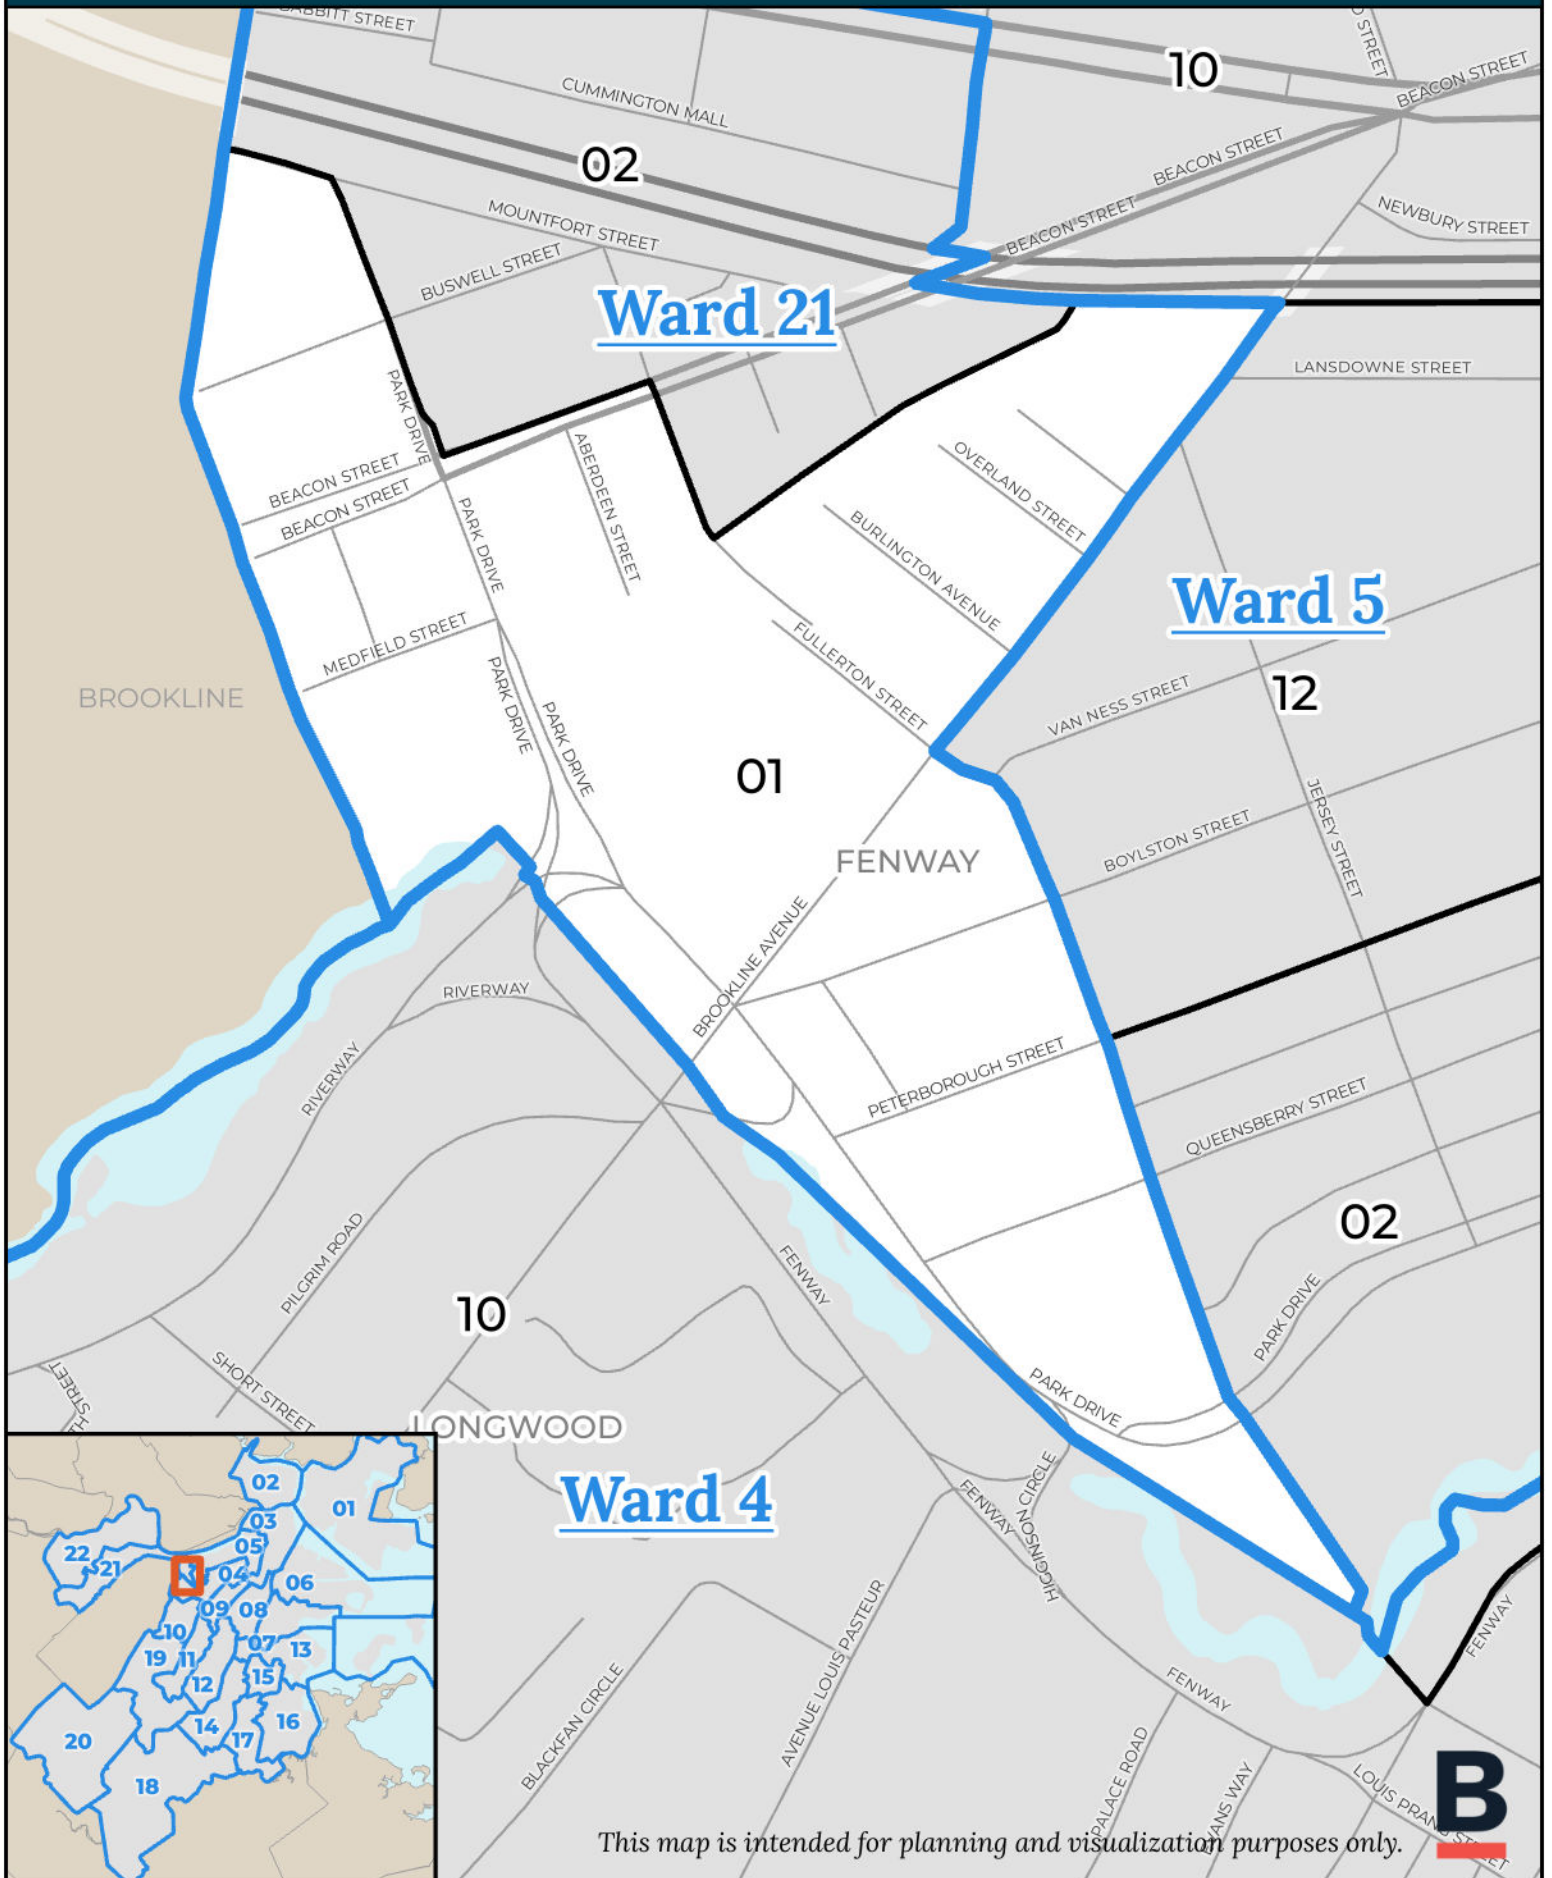 BABBITT STREET
CUMMINGTON MALL
10
BEACON STREET
02
BEACON STREET
MOUNTFORT STREET
BEACON STREET
NEWBURY STREET
BUSWELL STREET
Ward 21
LANSDOWNE STREET
PARK DRIVE
BEACON STREET
BEACON STREET
ABERDEEN STREET
OVERLAND STREET
PARK DRIVE
BURLINGTON AVENUE
Ward 5
MEDFIELD STREET
FULLERTON STREET
BROOKLINE
PARK DRIVE
PARK DRIVE
VAN NESS STREET
12
01
JERSEY STREET
BOYLSTON STREET
FENWAY
BROOKLINE AVENUE
RIVERWAY
RIVERWAY
PETERBOROUGH STREET
QUEENSBERRY STREET
02
PILGRIM ROAD
FENWAY
10
PARK DRIVE
SHORT STREET
PARK DRIVE
LONGWOOD
Ward 4
FENWAY
HIGGINSON CIRCLE
BLACKFAN CIRCLE
AVENUE LOUIS PASTEUR
FENWAY
FENWAY
PALACE ROAD
EVANS WAY
LOUIS PRANG STREET
02
01
03
05
22
21
04
06
09
08
10
07
13
19
11
12
15
14
17
16
20
18
This map is intended for planning and visualization purposes only.
B